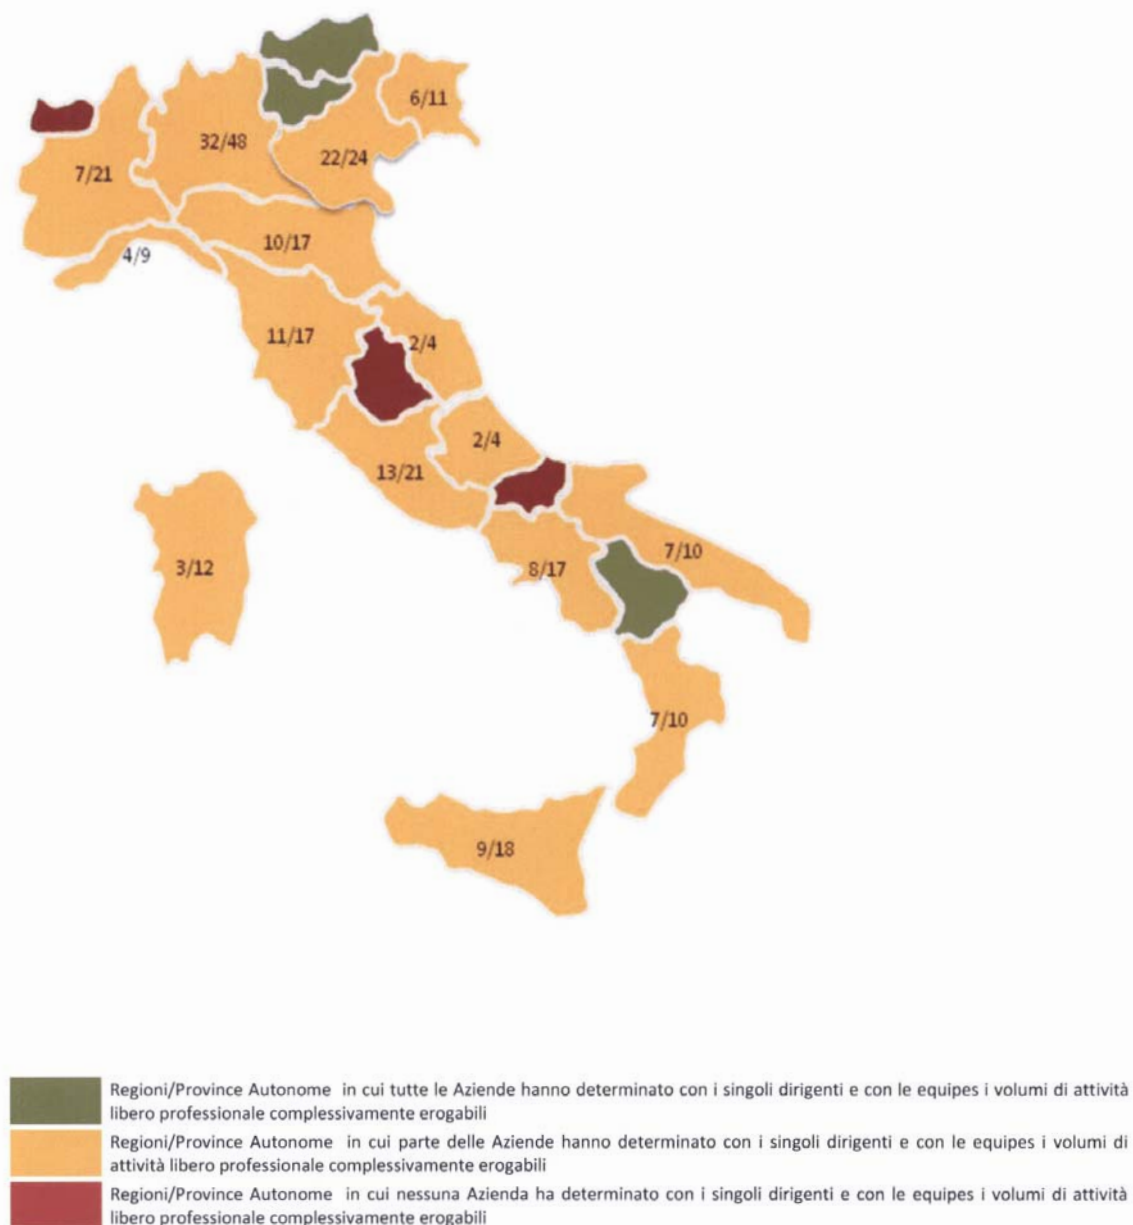 6/11
32/48
22/24
7/21
10/17
4/9
11/17
2/4
2/4
13/21
7/10
3/12
8/17
7/10
9/18
Regioni/Province Autonome in cui tutte le Aziende hanno determinato con i singoli dirigenti e con le equipes i volumi di attività
libero professionale complessivamente erogabili
Regioni/Province Autonome in cui parte delle Aziende hanno determinato con i singoli dirigenti e con le equipes i volumi di
attività libero professionale complessivamente erogabili
Regioni/Province Autonome in cui nessuna Azienda ha determinato con i singoli dirigenti e con le equipes i volumi di attività
libero professionale complessivamente erogabili